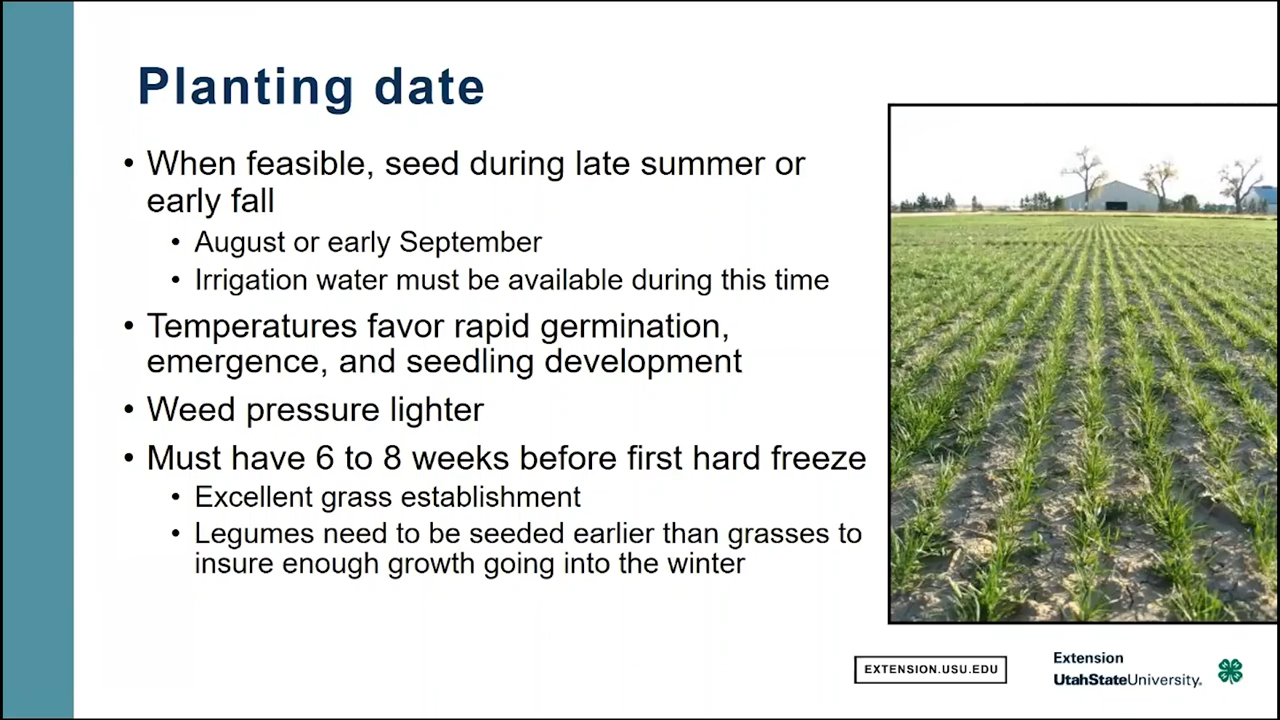 Planting date
• When feasible, seed during late summer or
early fall
• August or early September
• Irrigation water must be available during this time
• Temperatures favor rapid germination,
emergence, and seedling development
• Weed pressure lighter
• Must have 6 to 8 weeks before first hard freeze
• Excellent grass establishment
• Legumes need to be seeded earlier than grasses to
insure enough growth going into the winter
EXTENSION.USU.EDU
Extension
UtahStateUniversity.